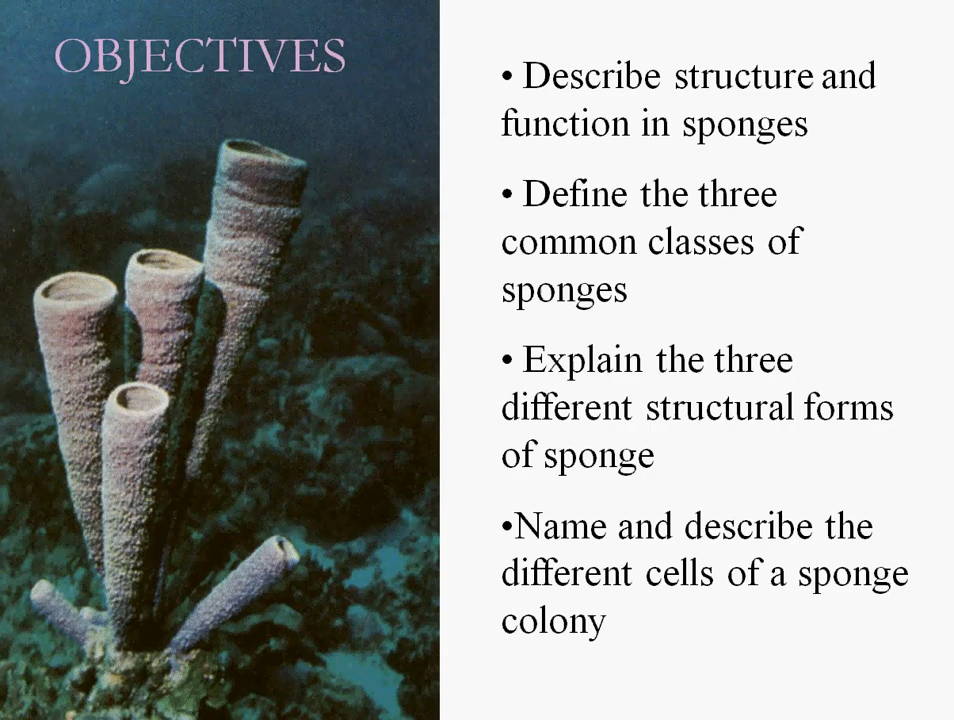 OBJECTIVES
• Describe structure and
function in sponges
• Define the three
common classes of
sponges
• Explain the three
different structural forms
of sponge
•Name and describe the
different cells of a sponge
colony